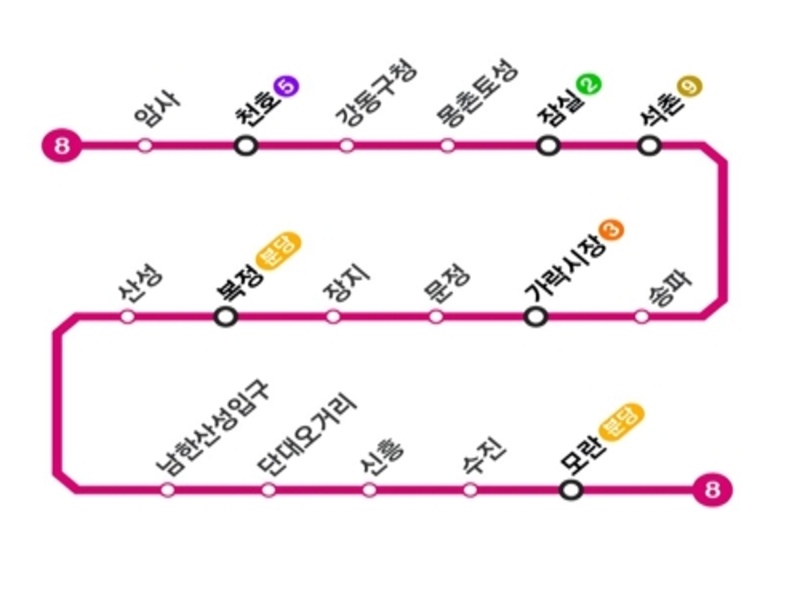 암사
천호 5
강동구청
몽촌토성
잠실 2
석촌 9
8
산성
복정 분당
장지
문정
가락시장 3
송파
남한산성입구
단대오거리
신흥
수진
모란 분당
8